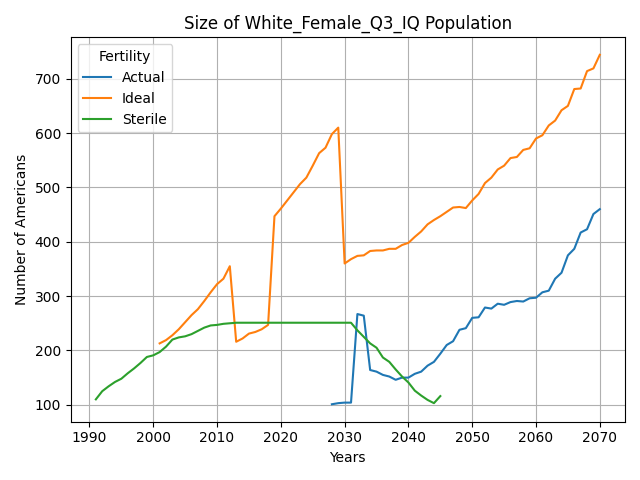 Size of White_Female_Q3_IQ Population
Fertility
Actual
Ideal
Sterile
Number of Americans
700
600
500
400
300
200
100
1990 2000 2010 2020 2030 2040 2050 2060 2070
Years